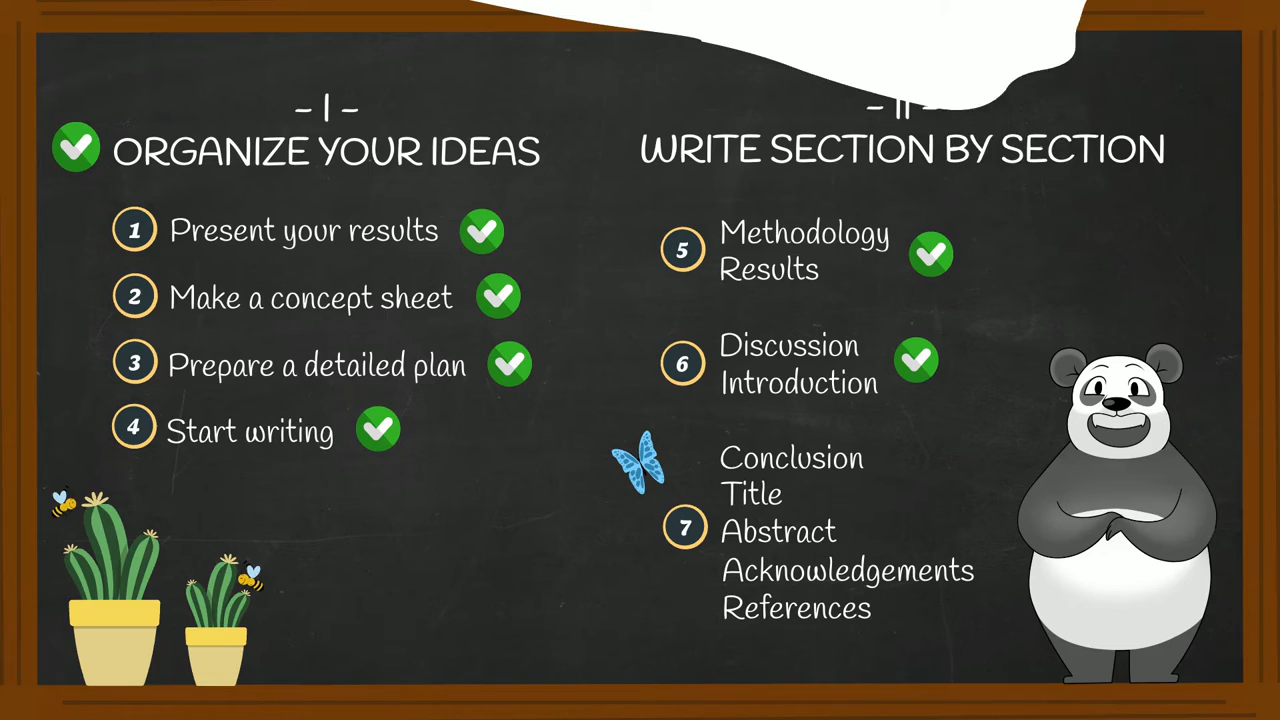 - I -
ORGANIZE YOUR IDEAS
1 Present your results
2 Make a concept sheet
3 Prepare a detailed plan
4 Start writing
- II -
WRITE SECTION BY SECTION
5 Methodology
Results
6 Discussion
Introduction
Conclusion
Title
7 Abstract
Acknowledgements
References